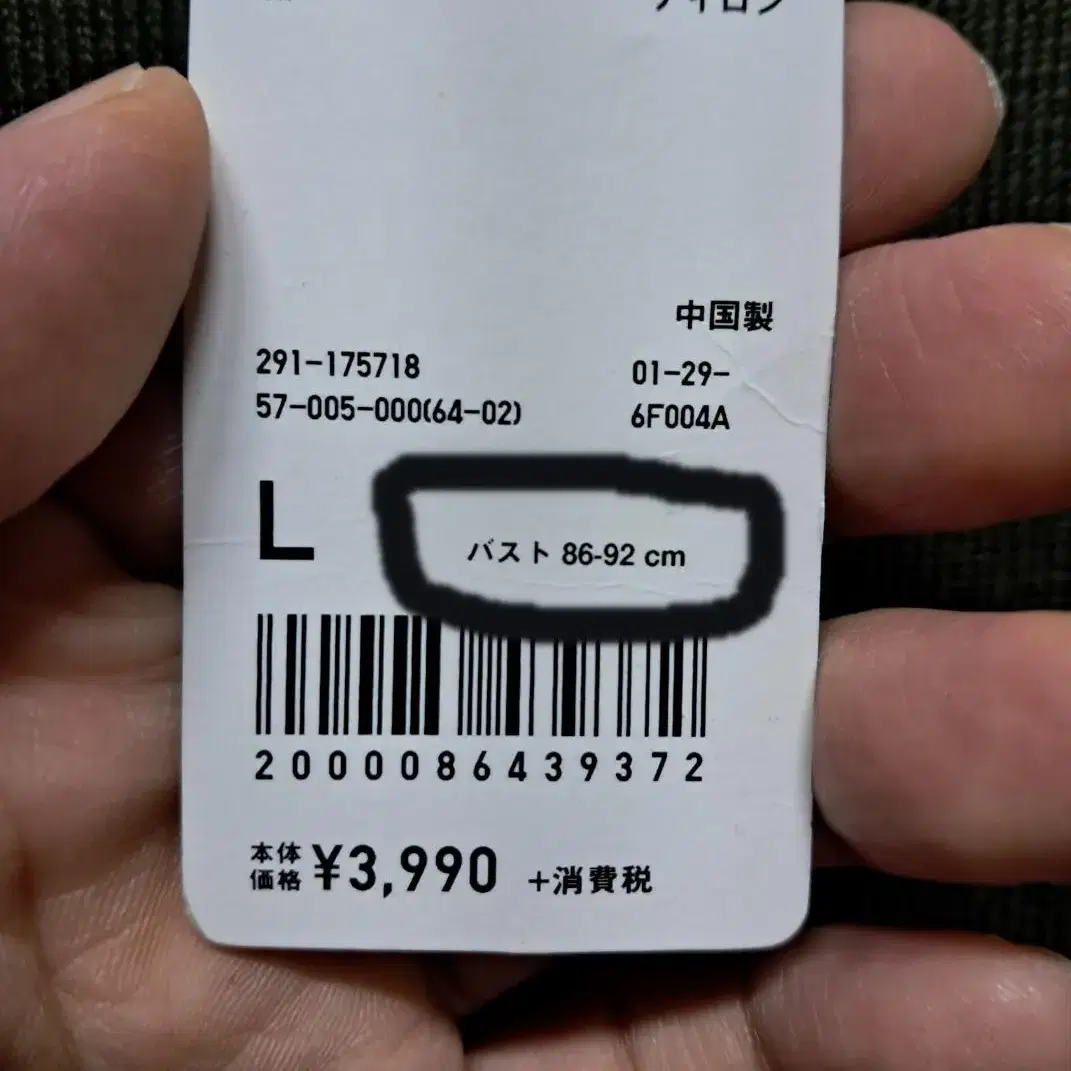 中国製
291-175718
01-29-
57-005-000(64-02)
6F004A
L
バスト 86-92 cm
2000086439372
本体
価格
¥3,990 +消費税